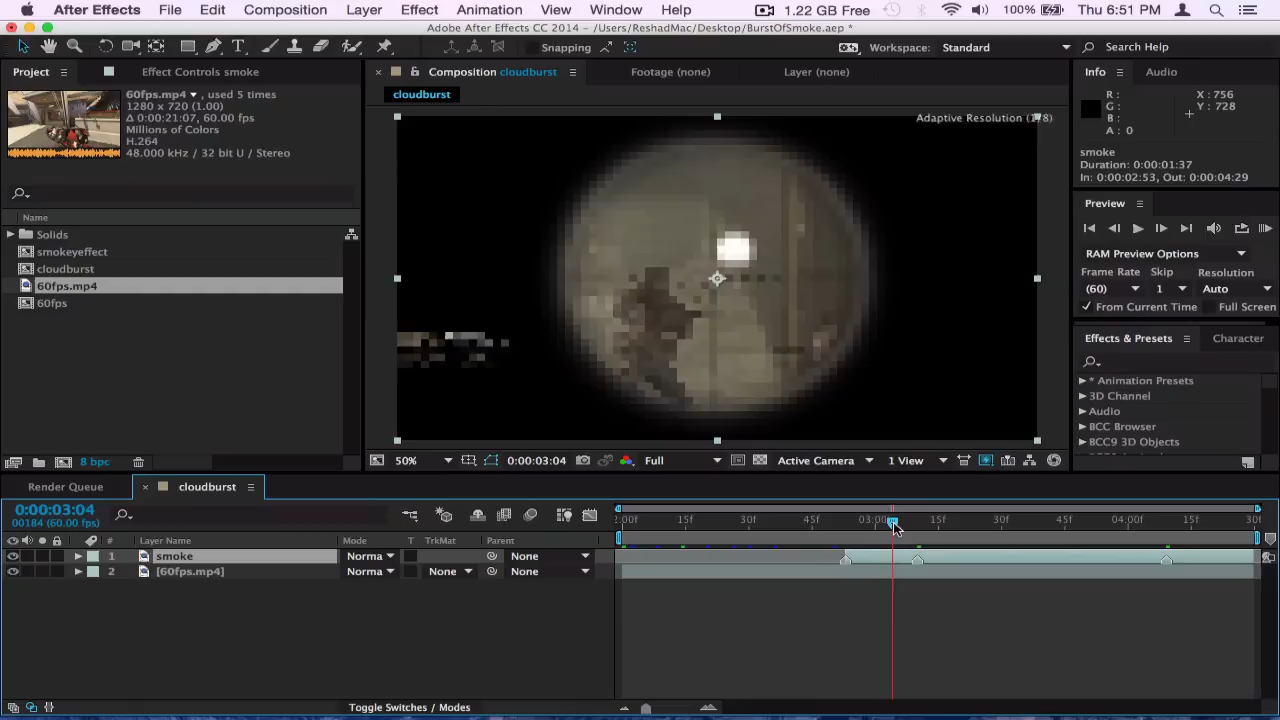 After Effects File Edit Composition Layer Effect Animation View Window Help 1.22 GB Free 100% Thu 6:51 PM
Adobe After Effects CC 2014 - /Users/ReshadMac/Desktop/BurstOfSmoke.aep *
Snapping Workspace: Standard Search Help
Project Effect Controls smoke Composition cloudburst Footage (none) Layer (none) Info Audio
60fps.mp4 , used 5 times
1280 x 720 (1.00)
Δ 0:00:21:07, 60.00 fps
Millions of Colors
H.264
48.000 kHz / 32 bit U / Stereo
cloudburst
Adaptive Resolution (1/8)
R :
G :
B :
A : 0
X : 756
Y : 728
smoke
Duration: 0:00:01:37
In: 0:00:02:53, Out: 0:00:04:29
Preview
RAM Preview Options
Frame Rate Skip Resolution
(60) 1 Auto
From Current Time Full Screen
Effects & Presets Character
* Animation Presets
3D Channel
Audio
BCC Browser
BCC9 3D Objects
Name
Solids
smokeyeffect
cloudburst
60fps.mp4
60fps
8 bpc
50% 0:00:03:04 Full Active Camera 1 View
Render Queue cloudburst
0:00:03:04
00184 (60.00 fps)
2:00f 15f 30f 45f 03:00f 15f 30f 45f 04:00f 15f 30f
# Layer Name Mode T TrkMat Parent
1 smoke Norma None
2 [60fps.mp4] Norma None None
Toggle Switches / Modes